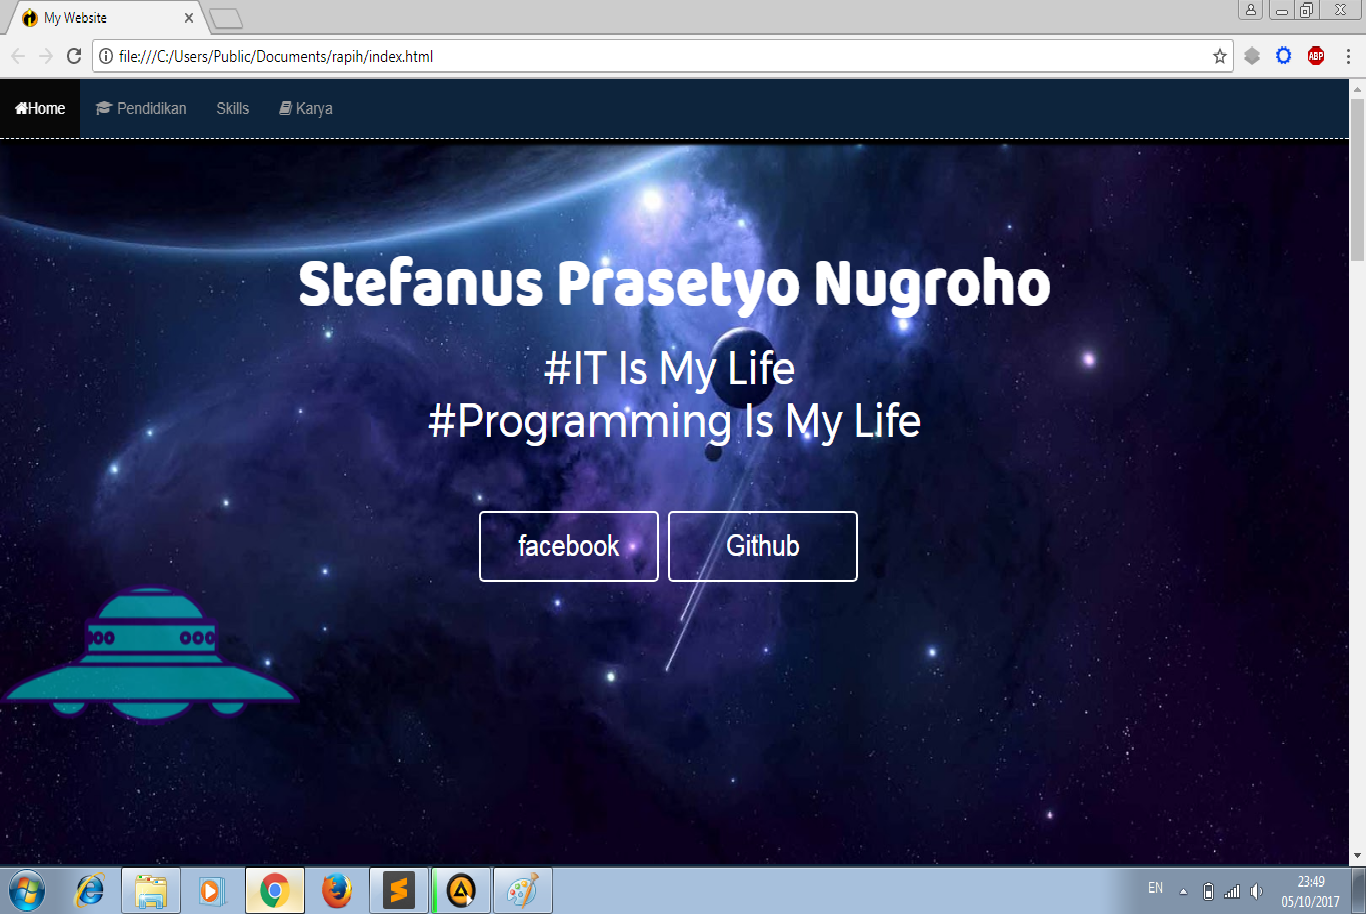 My Website
file:///C:/Users/Public/Documents/rapih/index.html
ABP
Home Pendidikan Skills Karya
Stefanus Prasetyo Nugroho
#IT Is My Life
#Programming Is My Life
facebook Github
EN
23:49
05/10/2017